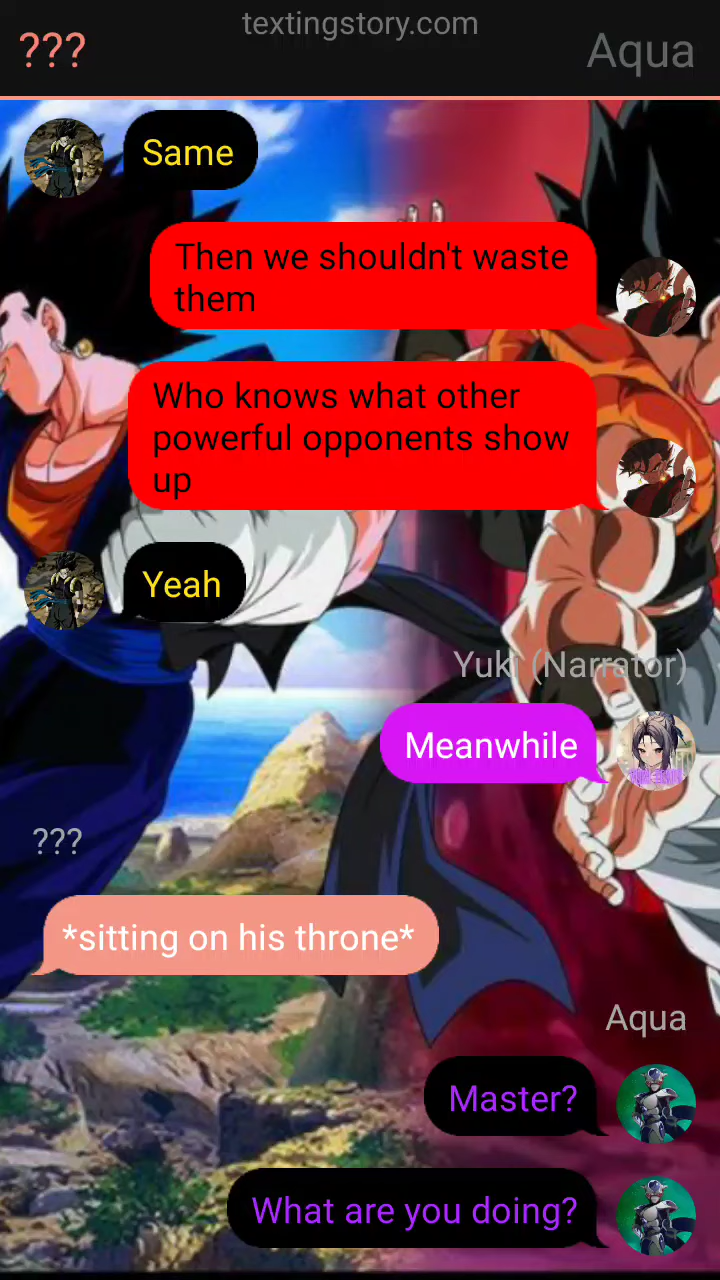 textingstory.com
???
Aqua
Same
Then we shouldn't waste
them
Who knows what other
powerful opponents show
up
Yeah
Yuki (Narrator)
Meanwhile
???
*sitting on his throne*
Aqua
Master?
What are you doing?